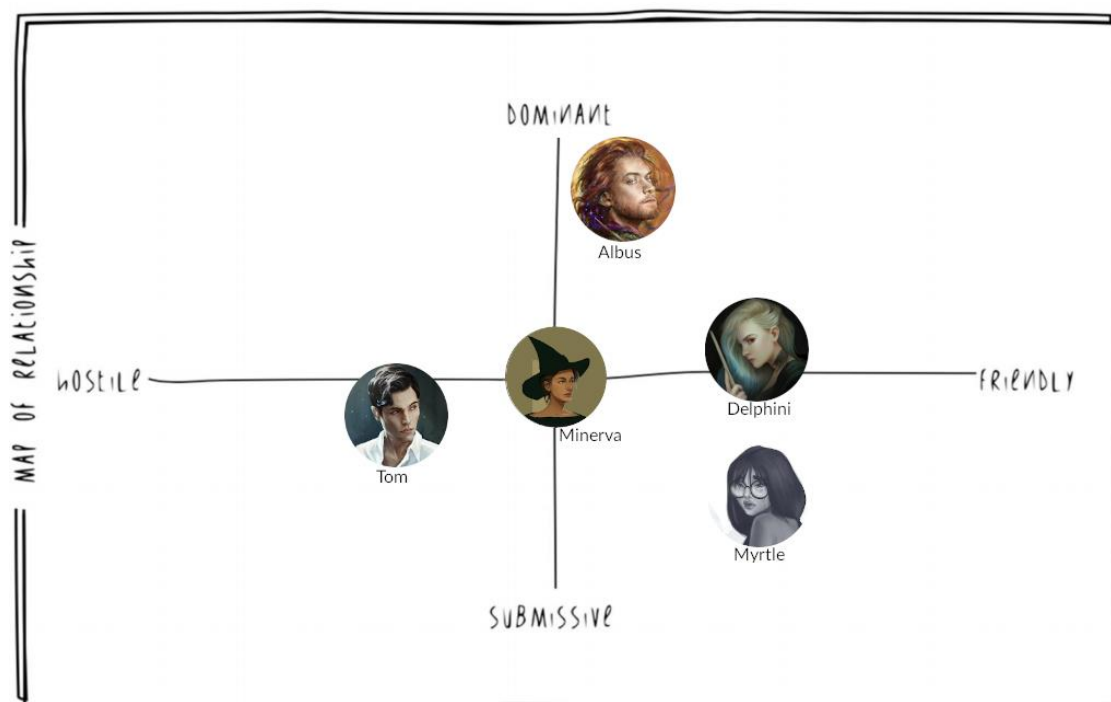 DOMINANT
Albus
MAP OF RELATIONSHIP
HOSTILE
FRIENDLY
Delphini
Minerva
Tom
Myrtle
SUBMISSIVE